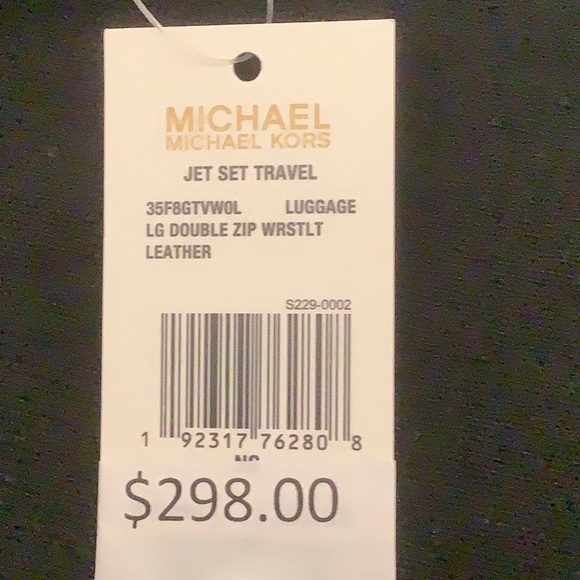 MICHAEL
MICHAEL KORS
JET SET TRAVEL
35F8GTVW0L LUGGAGE
LG DOUBLE ZIP WRSTLT
LEATHER
S229-0002
1 92317 76280 8
$298.00